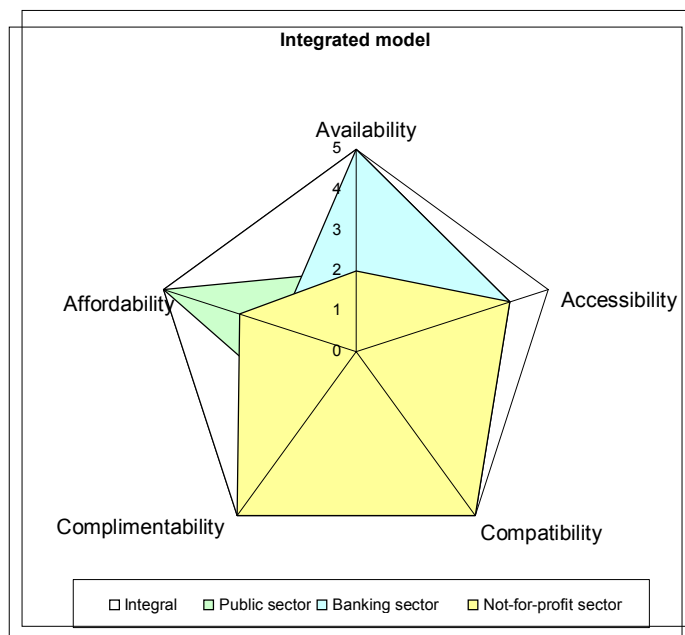 Integrated model
Availability
5
4
3
2
1
0
Affordability
Accessibility
Complimentability
Compatibility
Integral Public sector Banking sector Not-for-profit sector